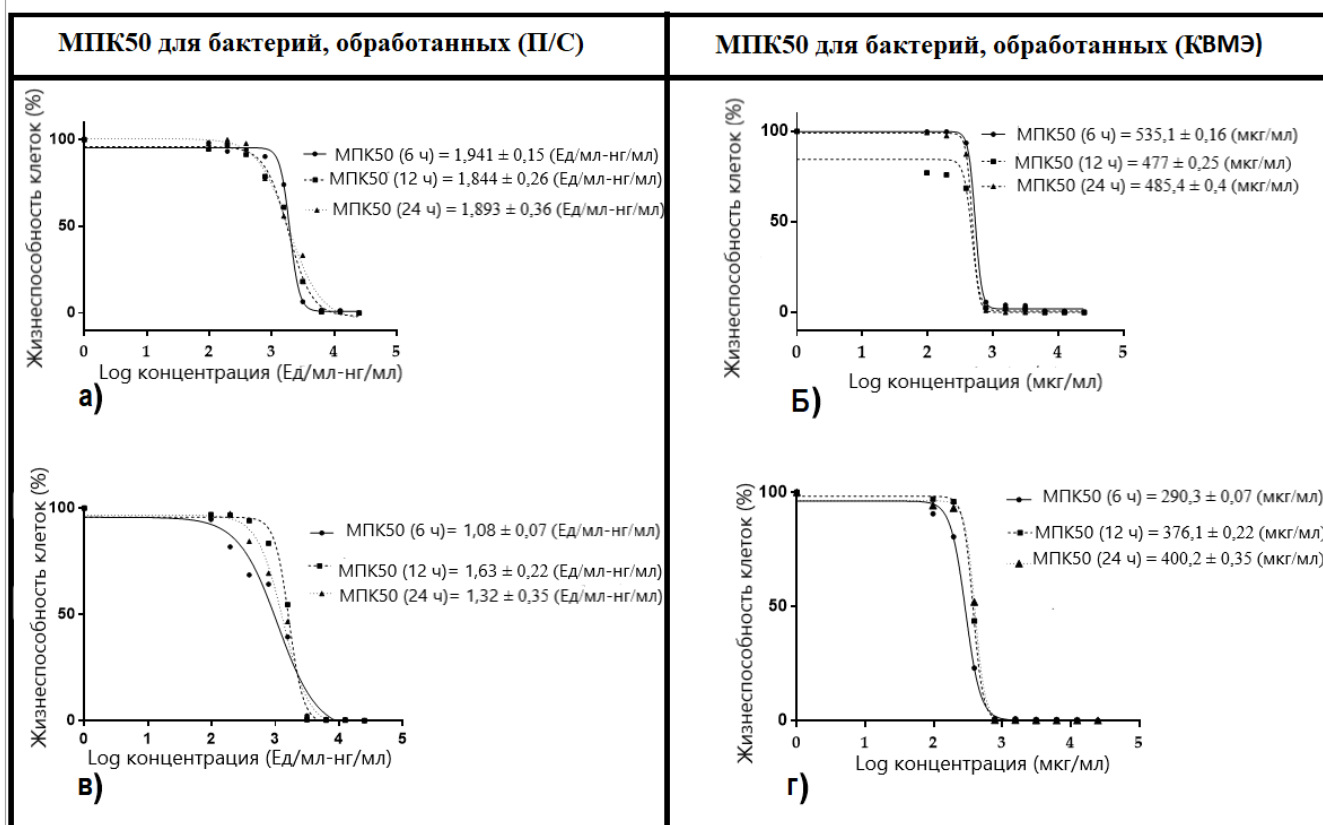 МПК50 для бактерий, обработанных (П/С)
МПК50 для бактерий, обработанных (КВМЭ)
Жизнеспособность клеток (%)
100
50
0
МПК50 (6 ч) = 1,941 ± 0,15 (Ед/мл-нг/мл)
МПК50 (12 ч) = 1,844 ± 0,26 (Ед/мл-нг/мл)
МПК50 (24 ч) = 1,893 ± 0,36 (Ед/мл-нг/мл)
0 1 2 3 4 5
Log концентрация (Ед/мл-нг/мл)
а)
Жизнеспособность клеток (%)
100
50
0
МПК50 (6 ч) = 535,1 ± 0,16 (мкг/мл)
МПК50 (12 ч) = 477 ± 0,25 (мкг/мл)
МПК50 (24 ч) = 485,4 ± 0,4 (мкг/мл)
0 1 2 3 4 5
Log концентрация (мкг/мл)
Б)
Жизнеспособность клеток (%)
100
50
0
МПК50 (6 ч)= 1,08 ± 0,07 (Ед/мл-нг/мл)
МПК50 (12 ч)=1,63 ± 0,22 (Ед/мл-нг/мл)
МПК50 (24 ч)= 1,32 ± 0,35 (Ед/мл-нг/мл)
0 1 2 3 4 5
Log концентрация (Ед/мл-нг/мл)
в)
Жизнеспособность клеток (%)
100
50
0
МПК50 (6 ч) = 290,3 ± 0,07 (мкг/мл)
МПК50 (12 ч) = 376,1 ± 0,22 (мкг/мл)
МПК50 (24 ч) = 400,2 ± 0,35 (мкг/мл)
0 1 2 3 4 5
Log концентрация (мкг/мл)
г)